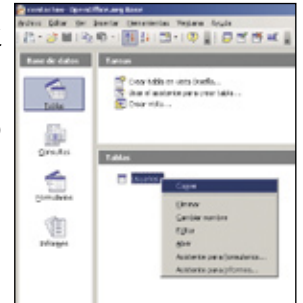 contactos - OpenOffice.org Base
Archivo Editar Ver Insertar Herramientas Ventana Ayuda
Base de datos
Tareas
Crear tabla en vista diseño...
Usar el asistente para crear tabla...
Crear vista...
Tablas
Consultas
Formularios
Informes
Tablas
Copiar
Eliminar
Cambiar nombre
Editar
Abrir
Asistente para formularios...
Asistente para informes...